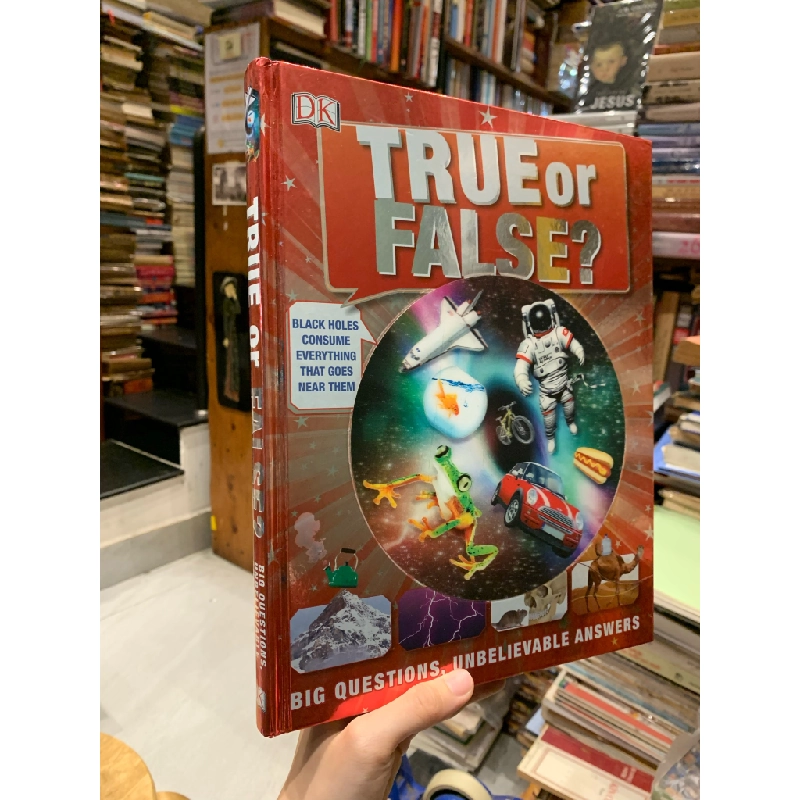 DK
TRUE or
FALSE?
BLACK HOLES
CONSUME
EVERYTHING
THAT GOES
NEAR THEM
BIG QUESTIONS, UNBELIEVABLE ANSWERS
TRUE or FALSE?
BIG QUESTIONS,
JESUS